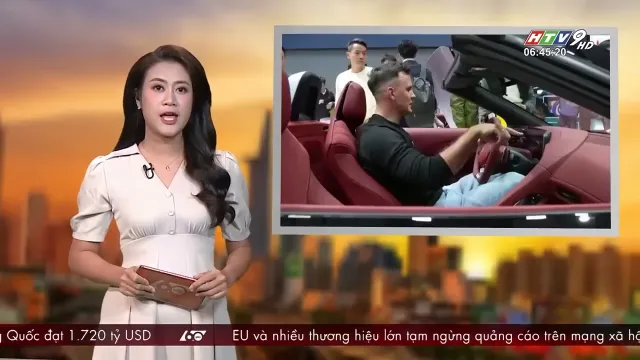 HTV9 HD
06:45:20
g Quốc đạt 1.720 tỷ USD
EU và nhiều thương hiệu lớn tạm ngừng quảng cáo trên mạng xã hộ